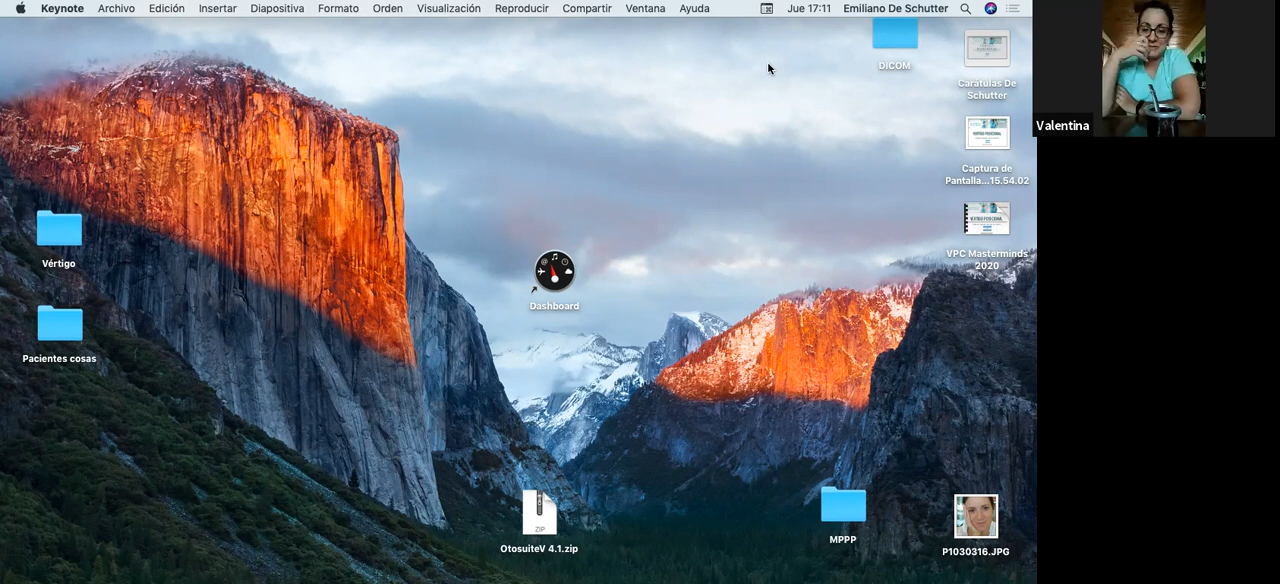 Keynote Archivo Edición Insertar Diapositiva Formato Orden Visualización Reproducir Compartir Ventana Ayuda Jue 17:11 Emiliano De Schutter
DICOM
Carátulas De
Schutter
Valentina
Captura de
Pantalla...15.54.02
VÉRTIGO POSICIONAL
VPC Masterminds
2020
Vértigo
Dashboard
Pacientes cosas
ZIP
OtosuiteV 4.1.zip
MPPP
P1030316.JPG